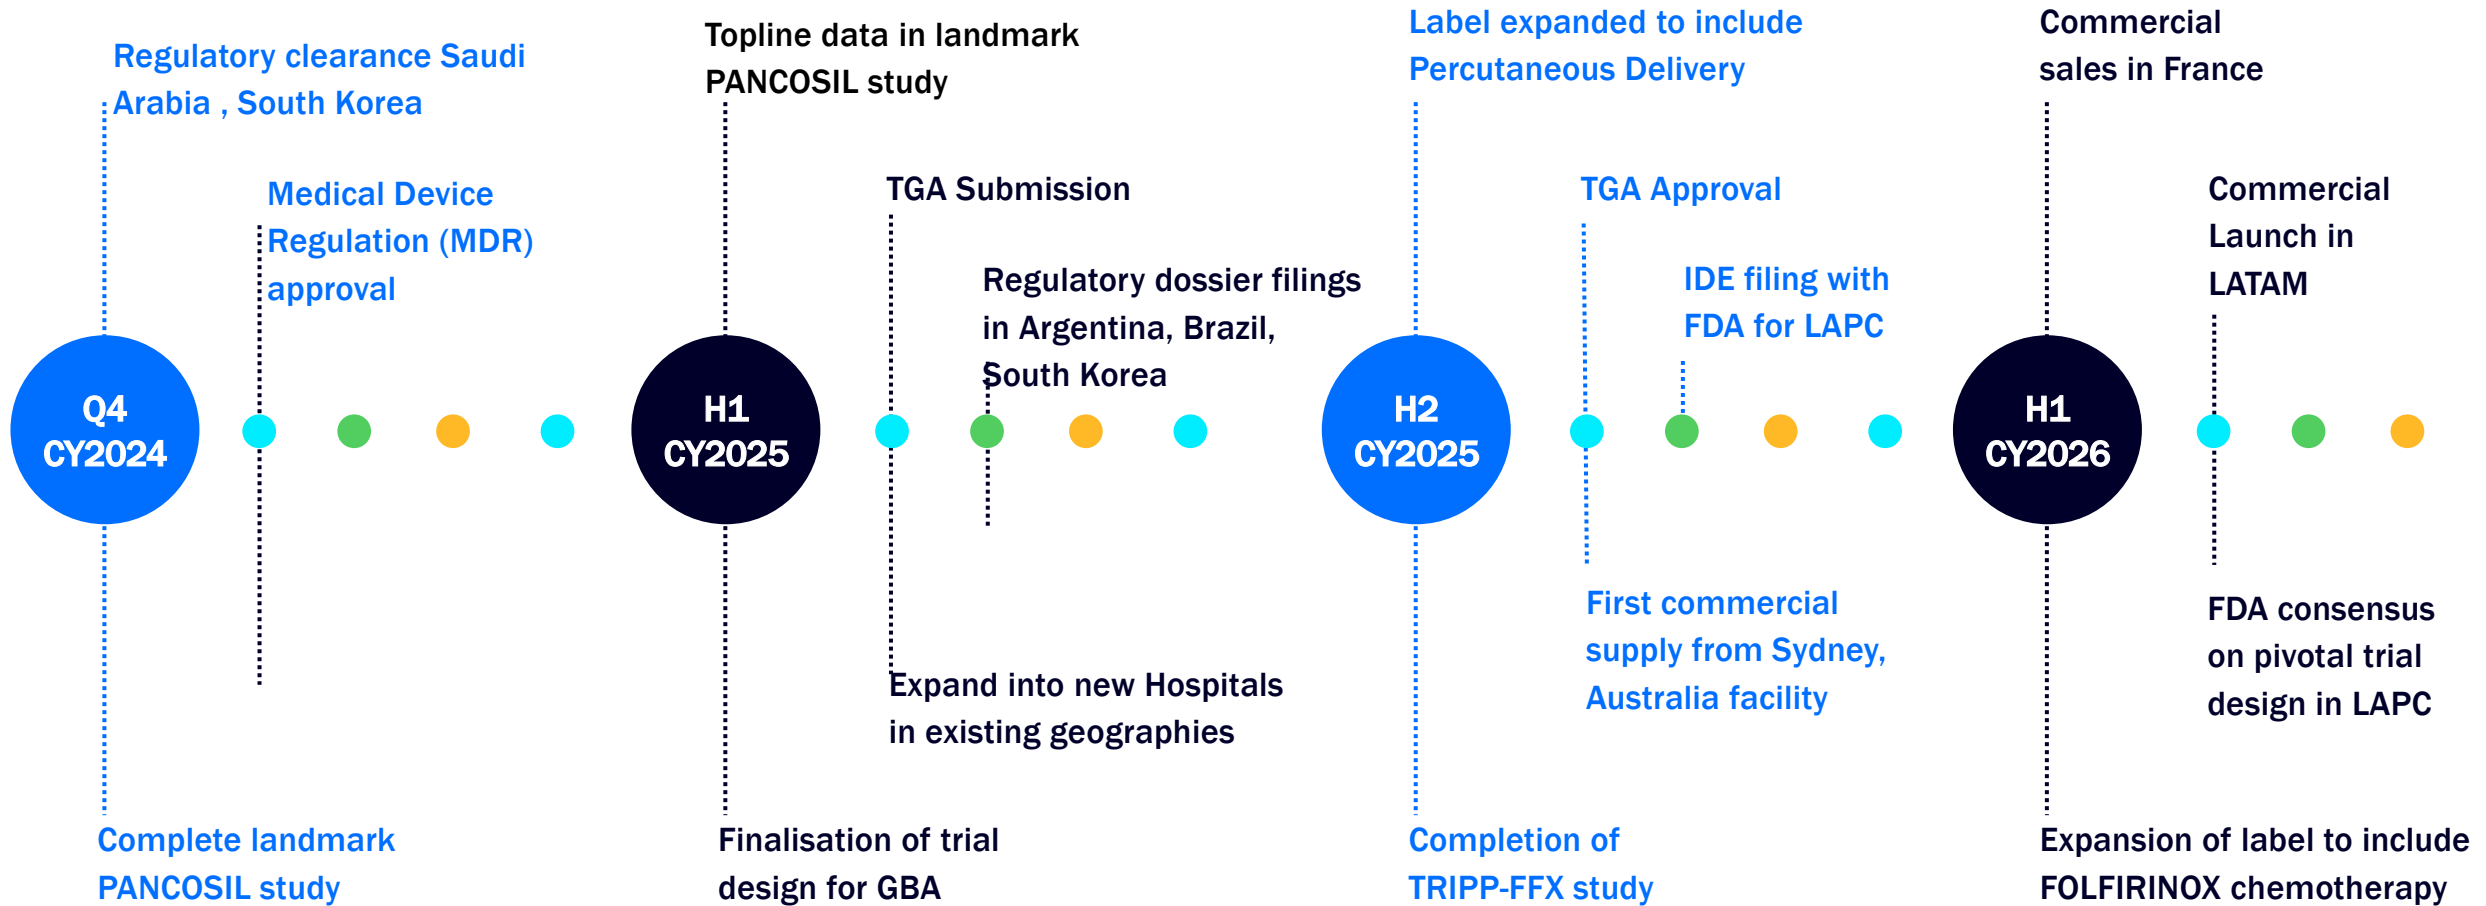 Regulatory clearance Saudi
Arabia , South Korea
Medical Device
Regulation (MDR)
approval
Q4
CY2024
Complete landmark
PANCOSIL study
Topline data in landmark
PANCOSIL study
TGA Submission
Regulatory dossier filings
in Argentina, Brazil,
South Korea
H1
CY2025
Expand into new Hospitals
in existing geographies
Finalisation of trial
design for GBA
Label expanded to include
Percutaneous Delivery
TGA Approval
IDE filing with
FDA for LAPC
H2
CY2025
First commercial
supply from Sydney,
Australia facility
Completion of
TRIPP-FFX study
Commercial
sales in France
Commercial
Launch in
LATAM
H1
CY2026
FDA consensus
on pivotal trial
design in LAPC
Expansion of label to include
FOLFIRINOX chemotherapy